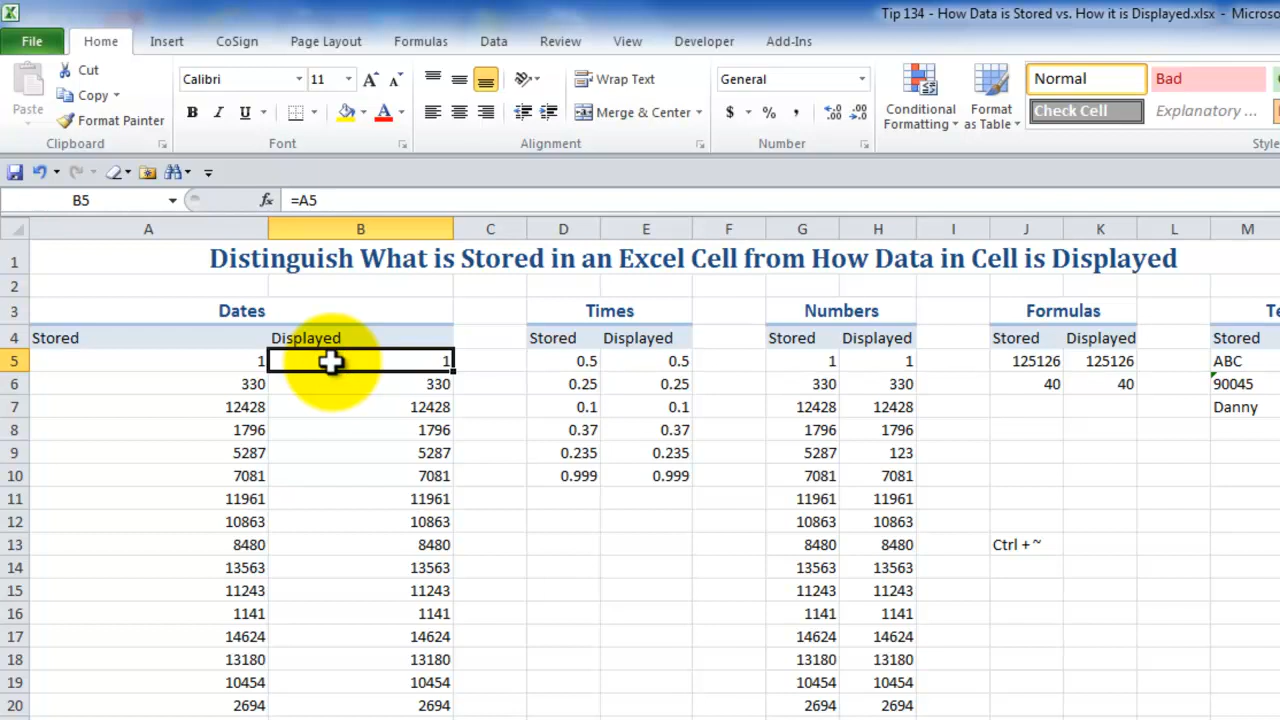 Tip 134 - How Data is Stored vs. How it is Displayed.xlsx - Microso
File Home Insert CoSign Page Layout Formulas Data Review View Developer Add-Ins
Cut Calibri 11 A A Wrap Text General Normal Bad
Paste Copy B I U A Merge & Center $ % , .00 .0 Conditional Formatting Format as Table Check Cell Explanatory ...
Format Painter
Clipboard Font Alignment Number Style
B5 fx =A5
A B C D E F G H I J K L M
1 Distinguish What is Stored in an Excel Cell from How Data in Cell is Displayed
2
3 Dates Times Numbers Formulas Te
4 Stored Displayed Stored Displayed Stored Displayed Stored Displayed Stored
5 1 1 0.5 0.5 1 1 125126 125126 ABC
6 330 330 0.25 0.25 330 330 40 40 90045
7 12428 12428 0.1 0.1 12428 12428 Danny
8 1796 1796 0.37 0.37 1796 1796
9 5287 5287 0.235 0.235 5287 123
10 7081 7081 0.999 0.999 7081 7081
11 11961 11961 11961 11961
12 10863 10863 10863 10863
13 8480 8480 8480 8480 Ctrl + ~
14 13563 13563 13563 13563
15 11243 11243 11243 11243
16 1141 1141 1141 1141
17 14624 14624 14624 14624
18 13180 13180 13180 13180
19 10454 10454 10454 10454
20 2694 2694 2694 2694